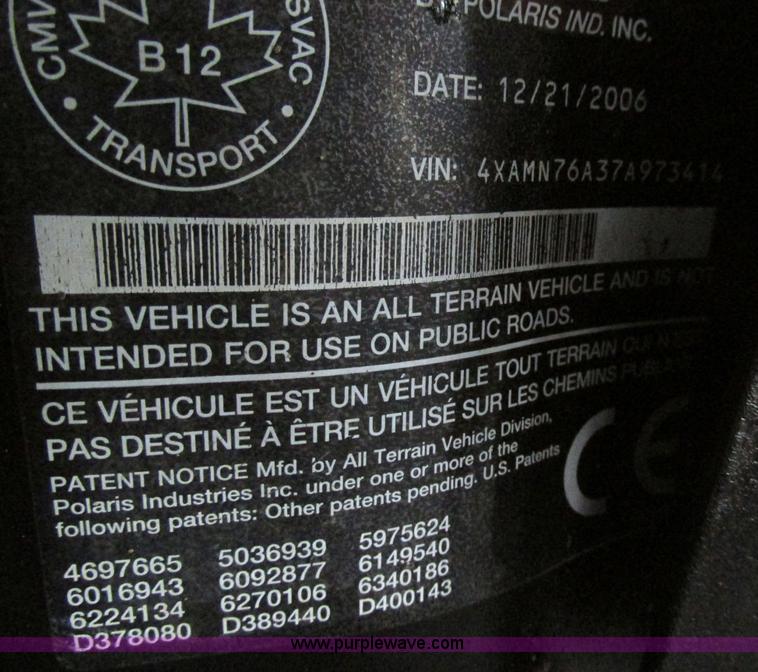 CMV SVAC
B 12
TRANSPORT
POLARIS IND. INC.
DATE: 12/21/2006
VIN: 4XAMN76A37A973414
THIS VEHICLE IS AN ALL TERRAIN VEHICLE AND IS NOT
INTENDED FOR USE ON PUBLIC ROADS.
CE VÉHICULE EST UN VÉHICULE TOUT TERRAIN QUI N'EST
PAS DESTINÉ À ÊTRE UTILISÉ SUR LES CHEMINS
PATENT NOTICE Mfd. by All Terrain Vehicle Division,
Polaris Industries Inc. under one or more of the
following patents: Other patents pending, U.S. Patents
CE
4697665 5036939 5975624
6016943 6092877 6149540
6224134 6270106 6340186
D378080 D389440 D400143
www.purplewave.com